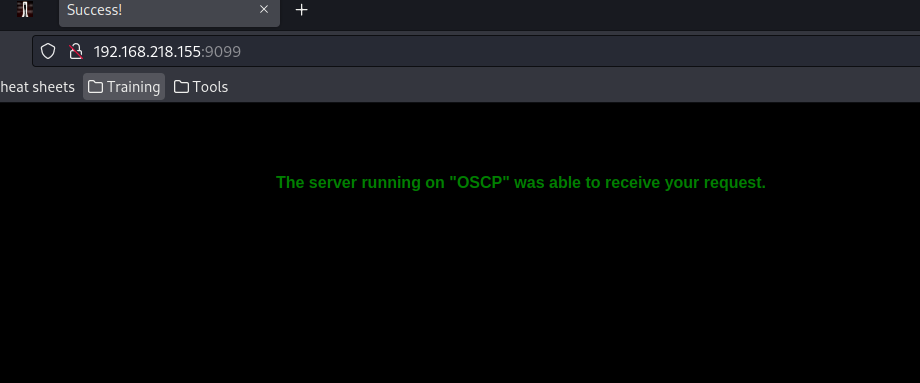 Success!
192.168.218.155:9099
heat sheets Training Tools
The server running on "OSCP" was able to receive your request.